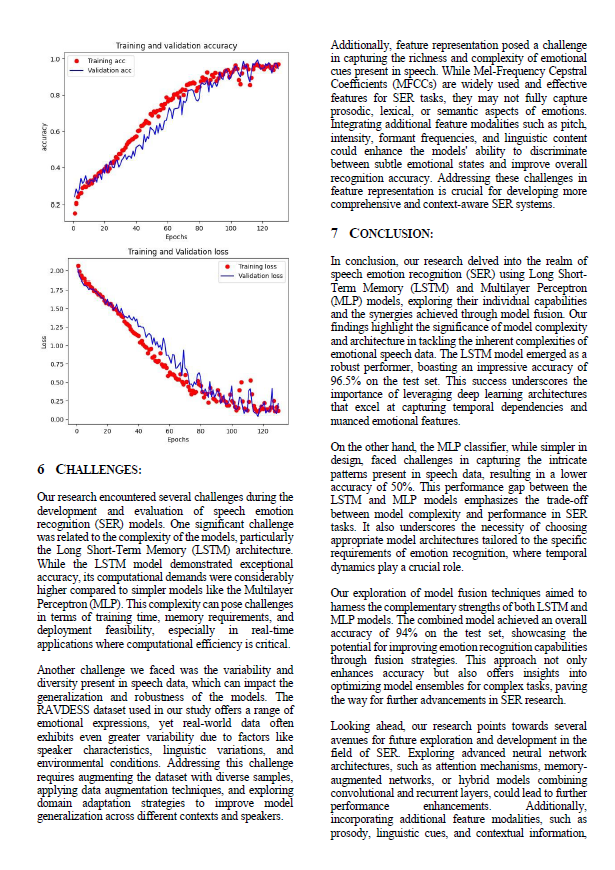 Training and validation accuracy
Training acc
Validation acc
1.0
0.8
0.6
0.4
0.2
accuracy
0
20
40
60
80
100
120
Epochs
Training and Validation loss
Training loss
Validation loss
2.00
1.75
1.50
1.25
1.00
0.75
0.50
0.25
0.00
Loss
0
20
40
60
80
100
120
Epochs
6 CHALLENGES:
Our research encountered several challenges during the
development and evaluation of speech emotion
recognition (SER) models. One significant challenge
was related to the complexity of the models, particularly
the Long Short-Term Memory (LSTM) architecture.
While the LSTM model demonstrated exceptional
accuracy, its computational demands were considerably
higher compared to simpler models like the Multilayer
Perceptron (MLP). This complexity can pose challenges
in terms of training time, memory requirements, and
deployment feasibility, especially in real-time
applications where computational efficiency is critical.
Another challenge we faced was the variability and
diversity present in speech data, which can impact the
generalization and robustness of the models. The
RAVDESS dataset used in our study offers a range of
emotional expressions, yet real-world data often
exhibits even greater variability due to factors like
speaker characteristics, linguistic variations, and
environmental conditions. Addressing this challenge
requires augmenting the dataset with diverse samples,
applying data augmentation techniques, and exploring
domain adaptation strategies to improve model
generalization across different contexts and speakers.
Additionally, feature representation posed a challenge
in capturing the richness and complexity of emotional
cues present in speech. While Mel-Frequency Cepstral
Coefficients (MFCCs) are widely used and effective
features for SER tasks, they may not fully capture
prosodic, lexical, or semantic aspects of emotions.
Integrating additional feature modalities such as pitch,
intensity, formant frequencies, and linguistic content
could enhance the models' ability to discriminate
between subtle emotional states and improve overall
recognition accuracy. Addressing these challenges in
feature representation is crucial for developing more
comprehensive and context-aware SER systems.
7 CONCLUSION:
In conclusion, our research delved into the realm of
speech emotion recognition (SER) using Long Short-
Term Memory (LSTM) and Multilayer Perceptron
(MLP) models, exploring their individual capabilities
and the synergies achieved through model fusion. Our
findings highlight the significance of model complexity
and architecture in tackling the inherent complexities of
emotional speech data. The LSTM model emerged as a
robust performer, boasting an impressive accuracy of
96.5% on the test set. This success underscores the
importance of leveraging deep learning architectures
that excel at capturing temporal dependencies and
nuanced emotional features.
On the other hand, the MLP classifier, while simpler in
design, faced challenges in capturing the intricate
patterns present in speech data, resulting in a lower
accuracy of 50%. This performance gap between the
LSTM and MLP models emphasizes the trade-off
between model complexity and performance in SER
tasks. It also underscores the necessity of choosing
appropriate model architectures tailored to the specific
requirements of emotion recognition, where temporal
dynamics play a crucial role.
Our exploration of model fusion techniques aimed to
harness the complementary strengths of both LSTM and
MLP models. The combined model achieved an overall
accuracy of 94% on the test set, showcasing the
potential for improving emotion recognition capabilities
through fusion strategies. This approach not only
enhances accuracy but also offers insights into
optimizing model ensembles for complex tasks, paving
the way for further advancements in SER research.
Looking ahead, our research points towards several
avenues for future exploration and development in the
field of SER. Exploring advanced neural network
architectures, such as attention mechanisms, memory-
augmented networks, or hybrid models combining
convolutional and recurrent layers, could lead to further
performance enhancements. Additionally,
incorporating additional feature modalities, such as
prosody, linguistic cues, and contextual information,